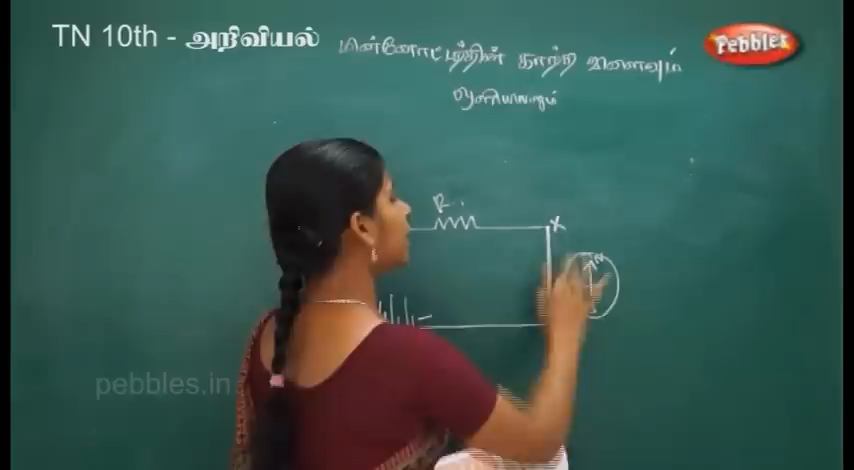 TN 10th - அறிவியல்
Pebbles
மின்னோட்டத்தின் காந்த விளைவும்
ஒளியியலும்
R
X
N
pebbles.in